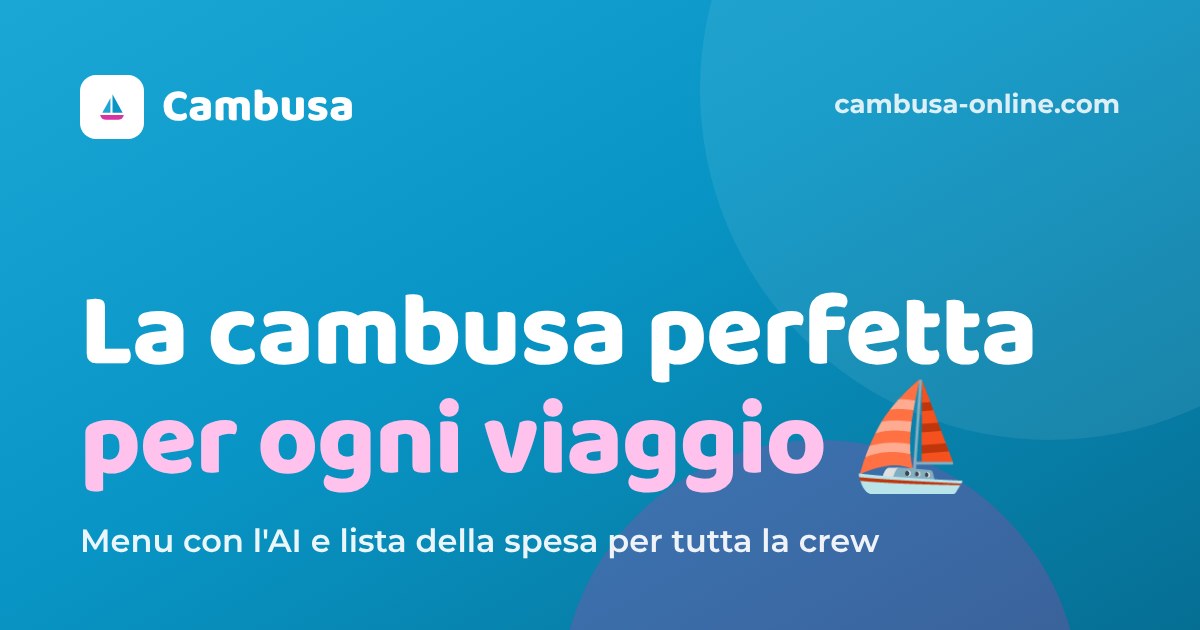 Cambusa
cambusa-online.com
La cambusa perfetta
per ogni viaggio
Menu con l'AI e lista della spesa per tutta la crew